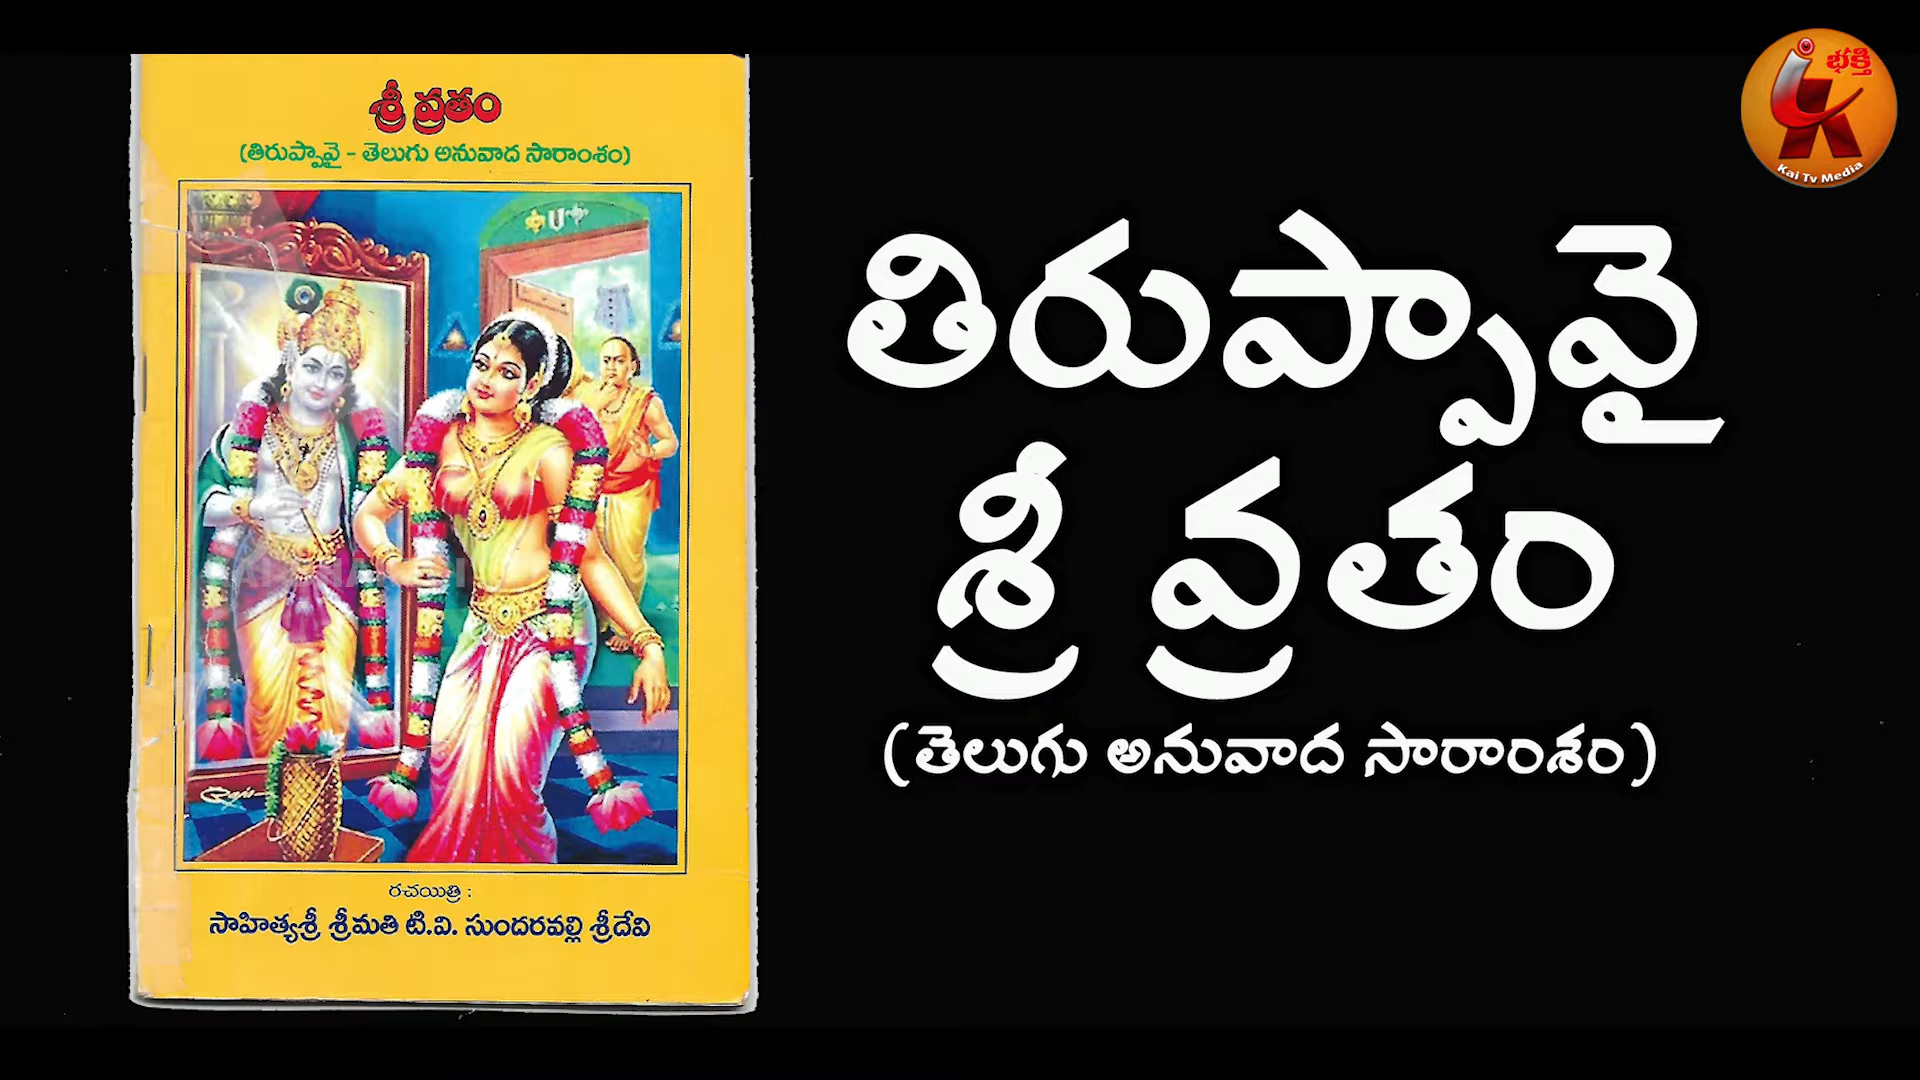 శ్రీ వ్రతం
(తిరుప్పావై - తెలుగు అనువాద సారాంశం)
రచయిత్రి :
సాహిత్యశ్రీ శ్రీమతి టి.వి. సుందరవల్లి శ్రీదేవి
తిరుప్పావై
శ్రీ వ్రతం
(తెలుగు అనువాద సారాంశం)
భక్తి
Kai Tv Media